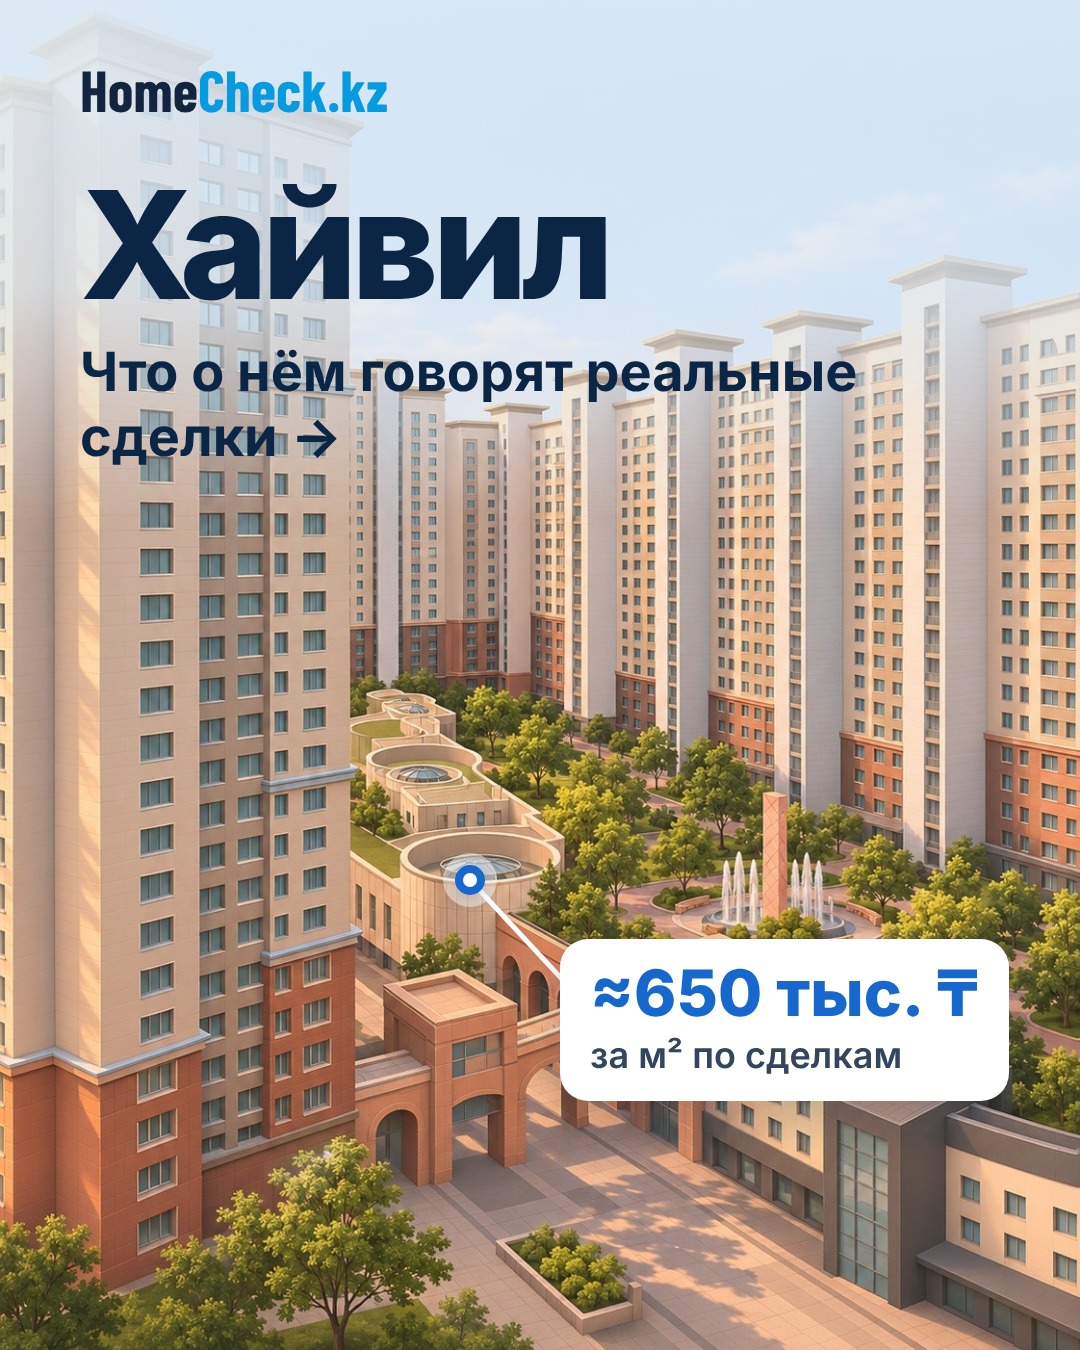 HomeCheck.kz
Хайвил
Что о нём говорят реальные
сделки →
≈650 тыс. ₸
за м² по сделкам